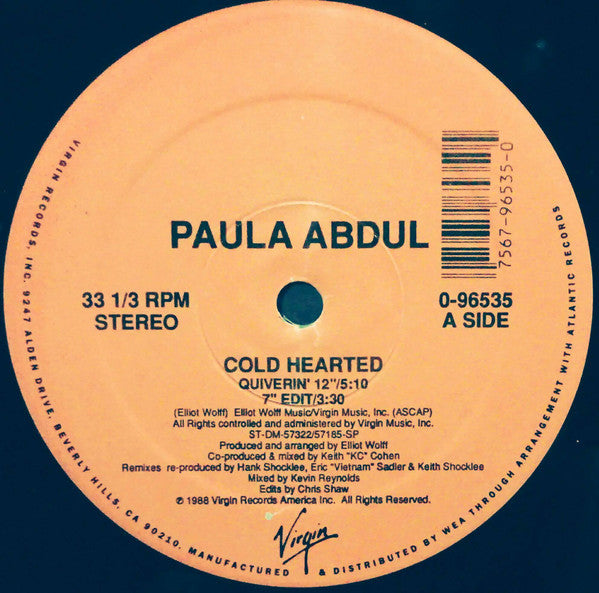 PAULA ABDUL
7567-96535-0
33 1/3 RPM
STEREO
0-96535
A SIDE
COLD HEARTED
QUIVERIN' 12"/5:10
7" EDIT/3:30
(Elliot Wolff) Elliot Wolff Music/Virgin Music, Inc. (ASCAP)
All Rights controlled and administered by Virgin Music, Inc.
ST-DM-57322/57185-SP
Produced and arranged by Elliot Wolff
Co-produced & mixed by Keith "KC" Cohen
Remixes re-produced by Hank Shocklee, Eric "Vietnam" Sadler & Keith Shocklee
Mixed by Kevin Reynolds
Edits by Chris Shaw
℗ 1988 Virgin Records America Inc. All Rights Reserved.
Virgin
VIRGIN RECORDS, INC. 9247 ALDEN DRIVE, BEVERLY HILLS, CA 90210. MANUFACTURED & DISTRIBUTED BY WEA THROUGH ARRANGEMENT WITH ATLANTIC RECORDS